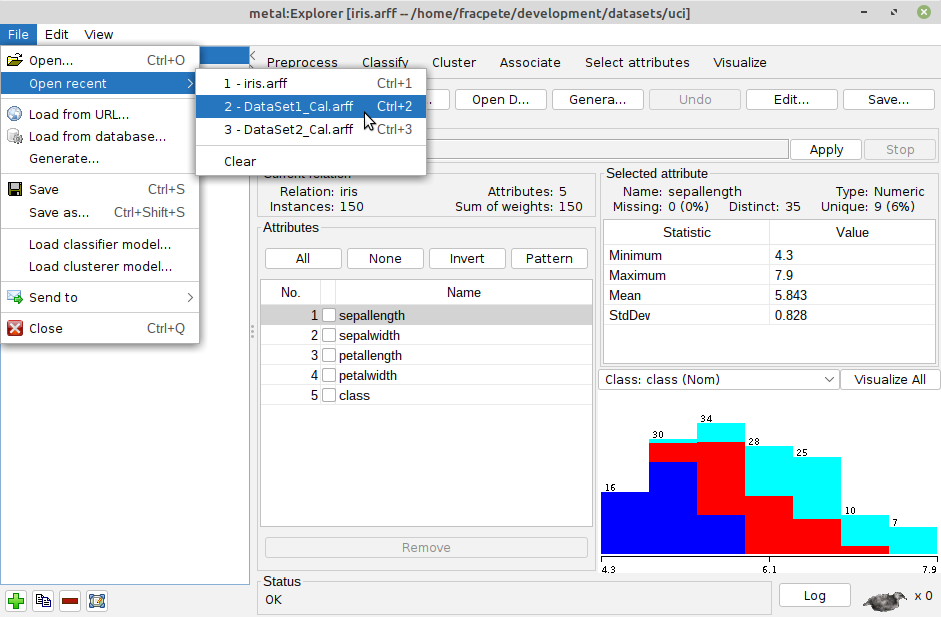 metal:Explorer [iris.arff -- /home/fracpete/development/datasets/uci]
File Edit View
Open... Ctrl+O
Open recent
Load from URL...
Load from database...
Generate...
Save Ctrl+S
Save as... Ctrl+Shift+S
Load classifier model...
Load clusterer model...
Send to
Close Ctrl+Q
1 - iris.arff Ctrl+1
2 - DataSet1_Cal.arff Ctrl+2
3 - DataSet2_Cal.arff Ctrl+3
Clear
Preprocess Classify Cluster Associate Select attributes Visualize
... Open D... Genera... Undo Edit... Save...
Apply Stop
Current relation
Relation: iris Attributes: 5
Instances: 150 Sum of weights: 150
Attributes
All None Invert Pattern
No. Name
1 sepallength
2 sepalwidth
3 petallength
4 petalwidth
5 class
Remove
Selected attribute
Name: sepallength Type: Numeric
Missing: 0 (0%) Distinct: 35 Unique: 9 (6%)
Statistic Value
Minimum 4.3
Maximum 7.9
Mean 5.843
StdDev 0.828
Class: class (Nom) Visualize All
16 30 34 28 25 10 7
4.3 6.1 7.9
Status
OK
Log x 0